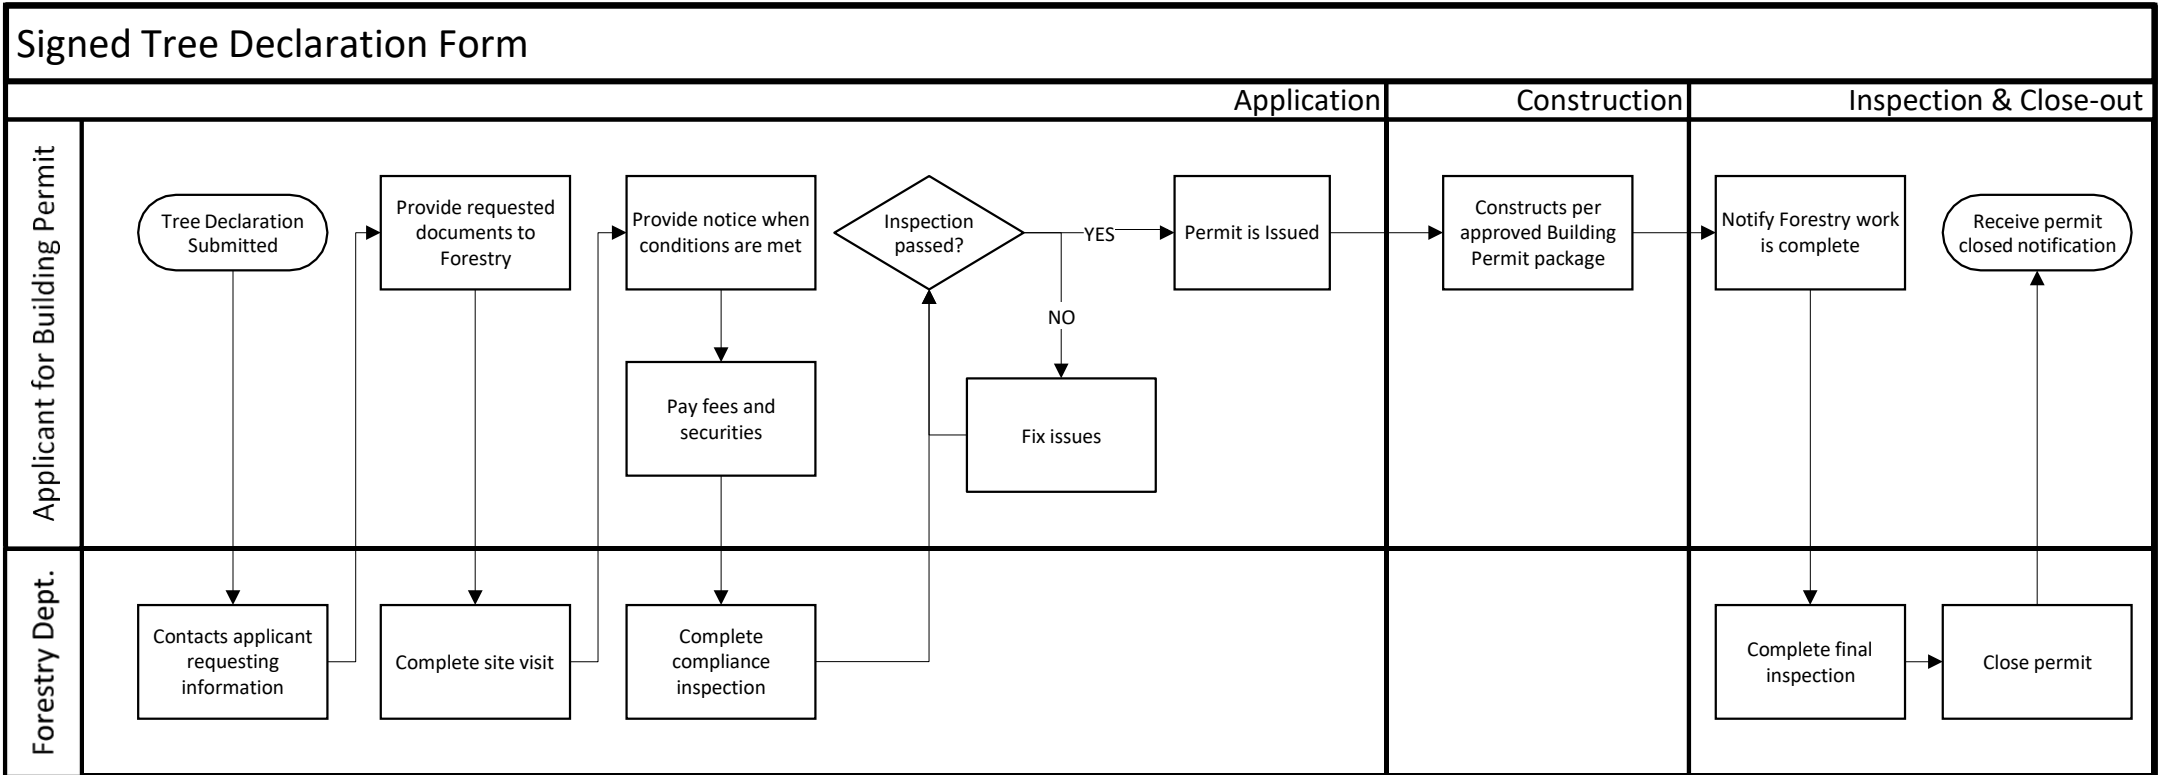 Signed Tree Declaration Form
Application
Construction
Inspection & Close-out
Applicant for Building Permit
Tree Declaration
Submitted
Provide requested
documents to
Forestry
Provide notice when
conditions are met
Inspection
passed?
YES
Permit is Issued
Constructs per
approved Building
Permit package
Notify Forestry work
is complete
Receive permit
closed notification
NO
Pay fees and
securities
Fix issues
Forestry Dept.
Contacts applicant
requesting
information
Complete site visit
Complete
compliance
inspection
Complete final
inspection
Close permit